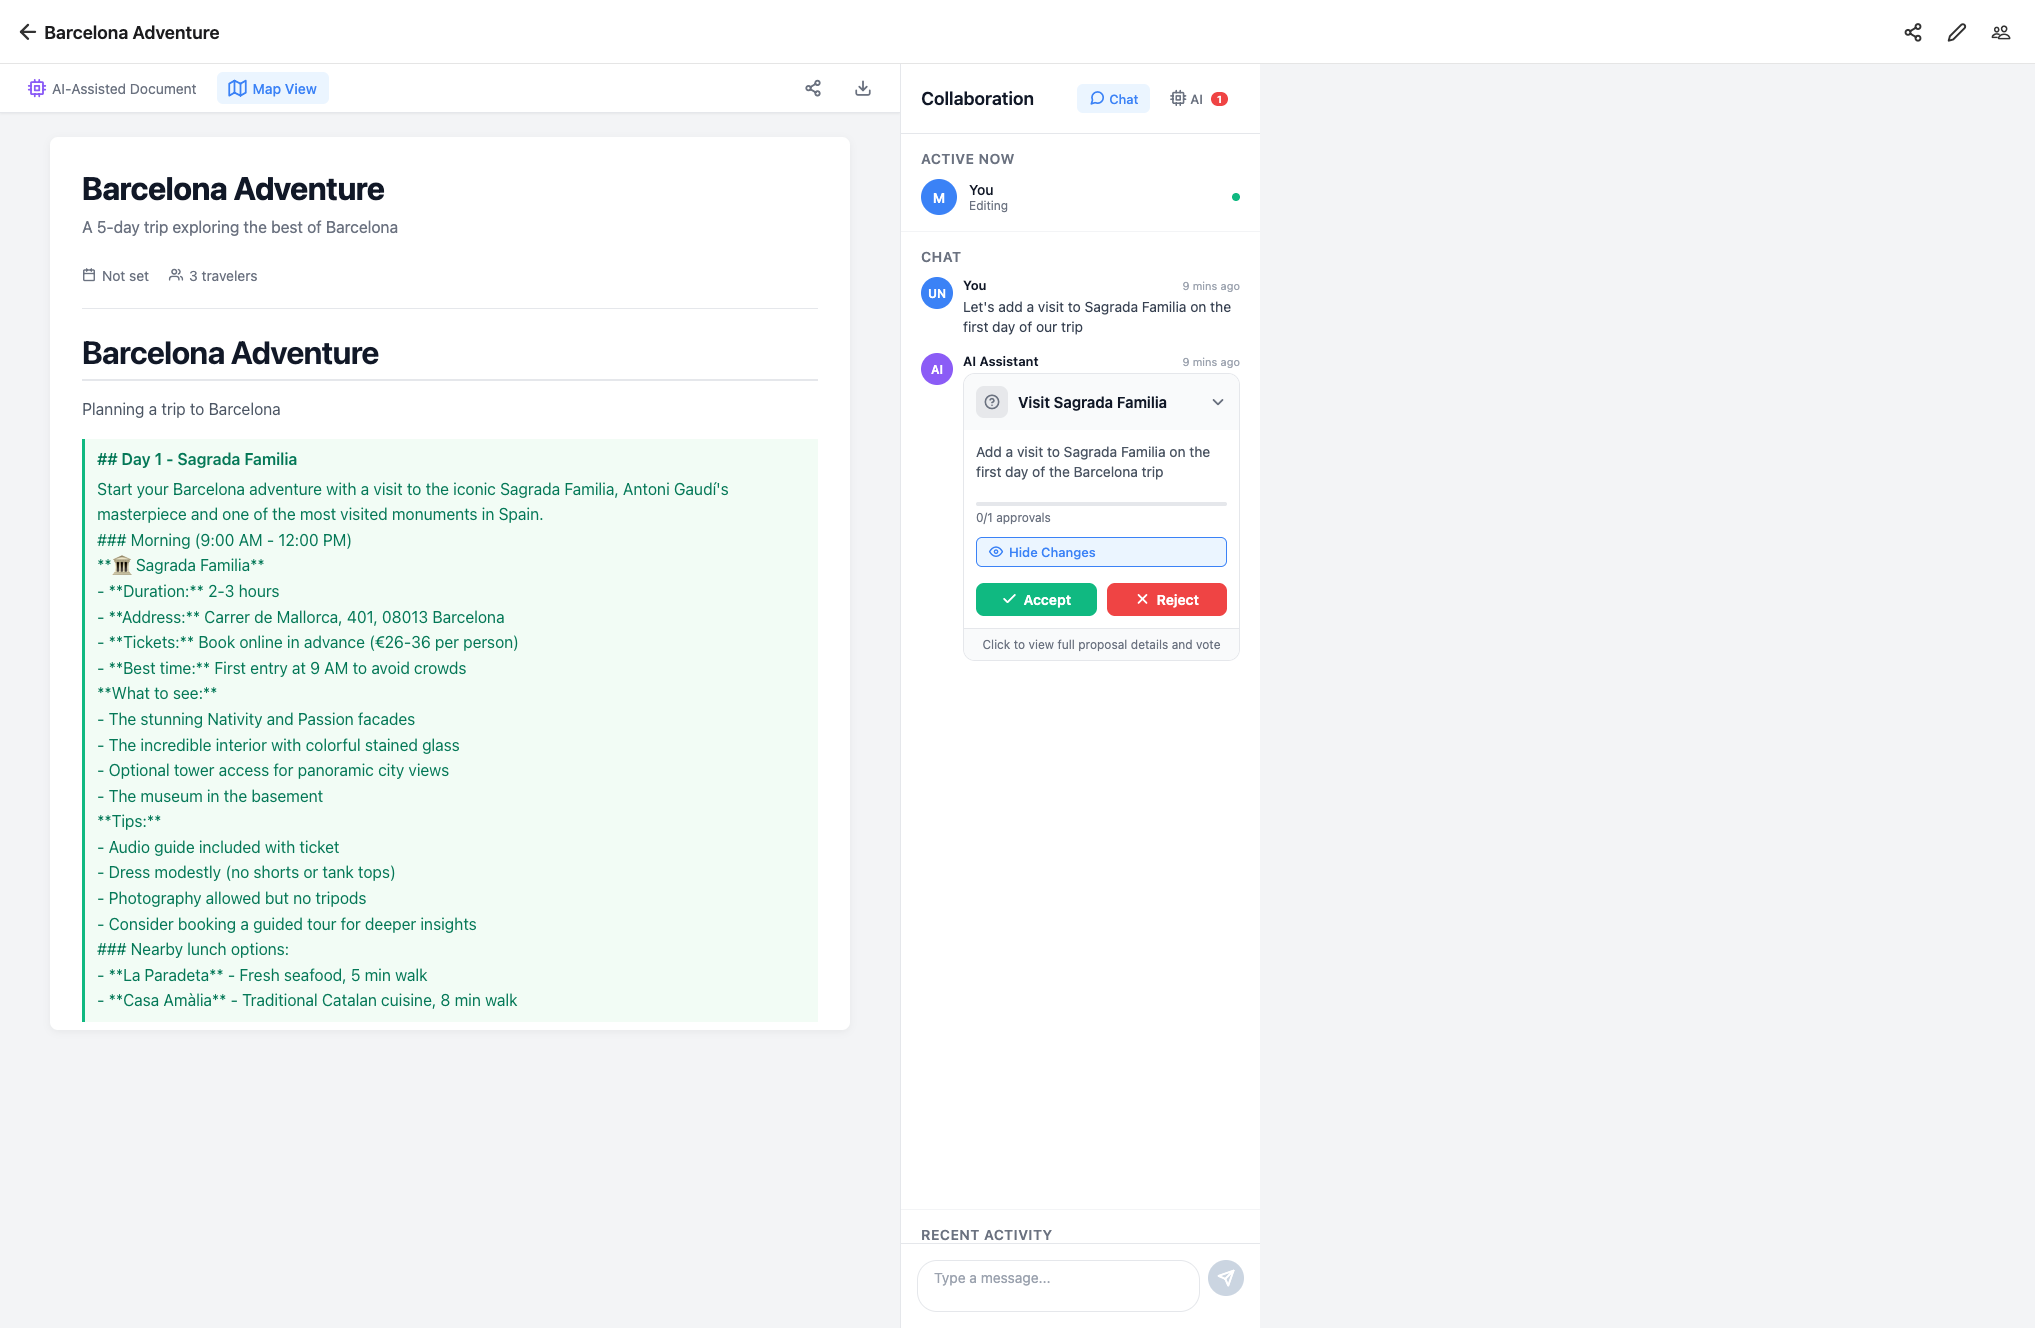 Barcelona Adventure
AI-Assisted Document
Map View
Barcelona Adventure
A 5-day trip exploring the best of Barcelona
Not set
3 travelers
Barcelona Adventure
Planning a trip to Barcelona
## Day 1 - Sagrada Familia
Start your Barcelona adventure with a visit to the iconic Sagrada Familia, Antoni Gaudí's
masterpiece and one of the most visited monuments in Spain.
### Morning (9:00 AM - 12:00 PM)
**🏛️ Sagrada Familia**
- **Duration:** 2-3 hours
- **Address:** Carrer de Mallorca, 401, 08013 Barcelona
- **Tickets:** Book online in advance (€26-36 per person)
- **Best time:** First entry at 9 AM to avoid crowds
**What to see:**
- The stunning Nativity and Passion facades
- The incredible interior with colorful stained glass
- Optional tower access for panoramic city views
- The museum in the basement
**Tips:**
- Audio guide included with ticket
- Dress modestly (no shorts or tank tops)
- Photography allowed but no tripods
- Consider booking a guided tour for deeper insights
### Nearby lunch options:
- **La Paradeta** - Fresh seafood, 5 min walk
- **Casa Amàlia** - Traditional Catalan cuisine, 8 min walk
Collaboration
Chat
AI 1
ACTIVE NOW
M
You
Editing
CHAT
UN
You 9 mins ago
Let's add a visit to Sagrada Familia on the
first day of our trip
AI
AI Assistant 9 mins ago
Visit Sagrada Familia
Add a visit to Sagrada Familia on the
first day of the Barcelona trip
0/1 approvals
Hide Changes
Accept
Reject
Click to view full proposal details and vote
RECENT ACTIVITY
Type a message...